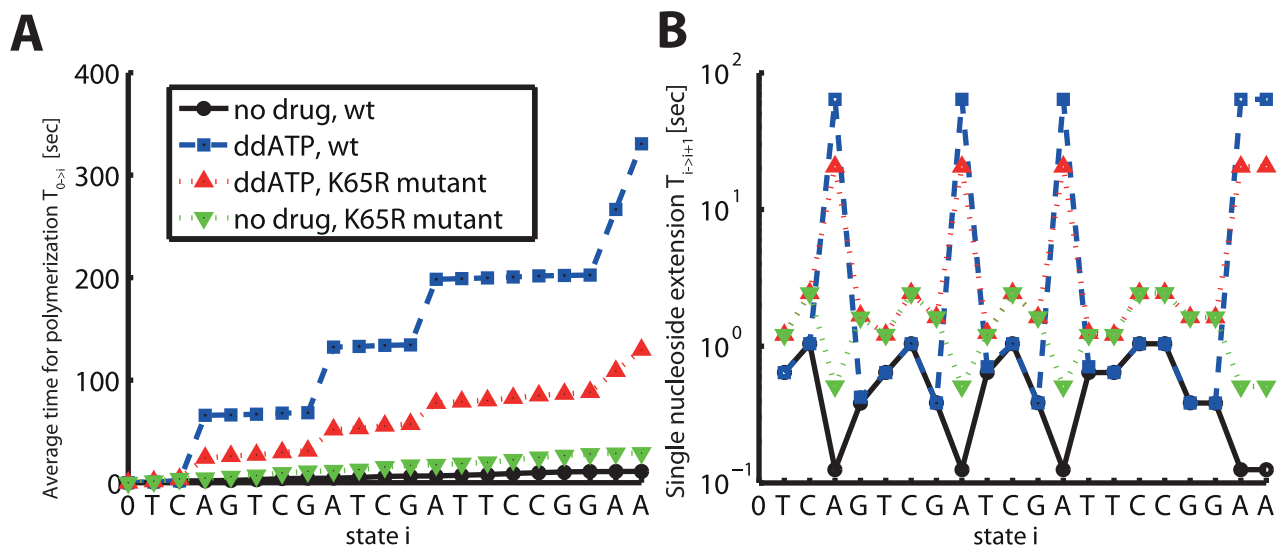 A
Average time for polymerization T0->i [sec]
400
300
200
100
0
no drug, wt
ddATP, wt
ddATP, K65R mutant
no drug, K65R mutant
0 T C A G T C G A T C G A T T C C G G A A
state i
B
Single nucleoside extension Ti->i+1 [sec]
10^2
10^1
10^0
10^-1
0 T C A G T C G A T C G A T T C C G G A A
state i